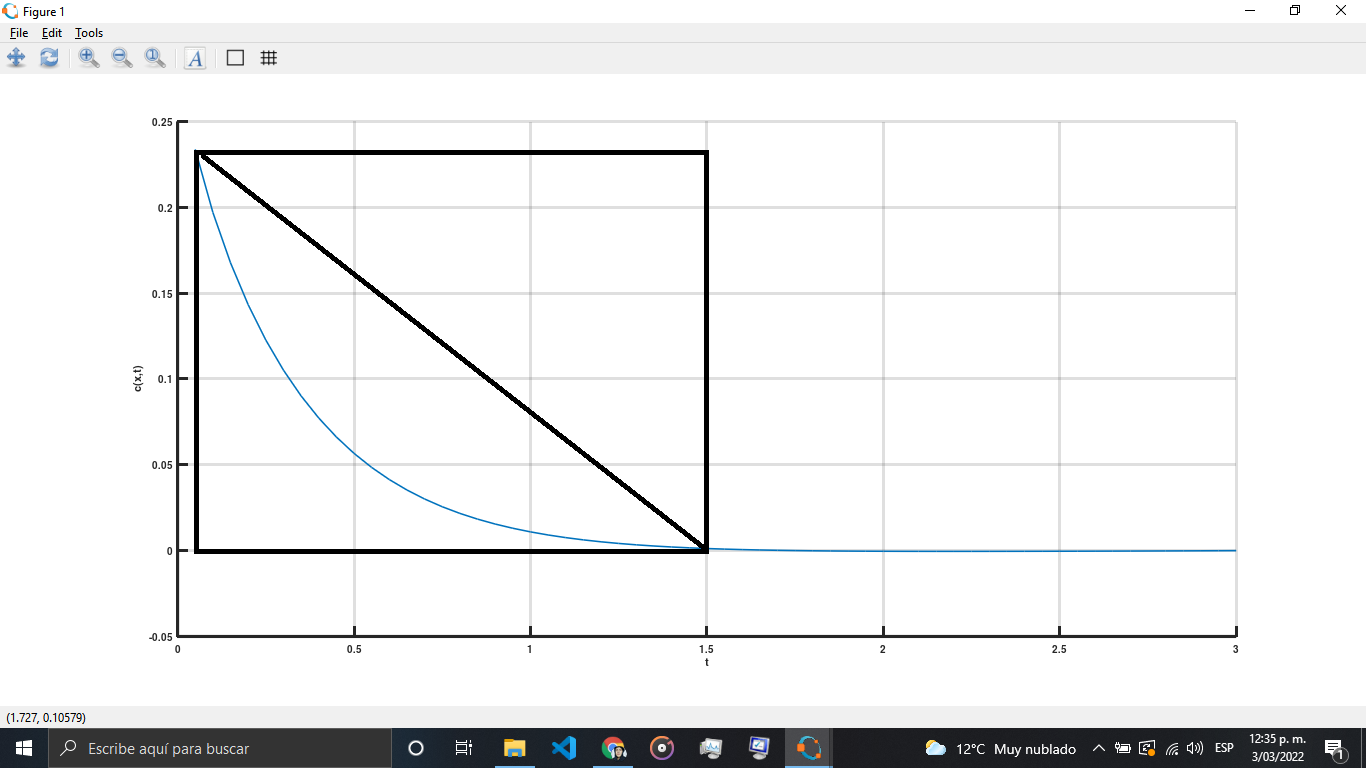 Figure 1
File Edit Tools
A
0.25
0.2
0.15
0.1
0.05
0
-0.05
c(x,t)
0 0.5 1 1.5 2 2.5 3
t
(1.727, 0.10579)
Escribe aquí para buscar
12°C Muy nublado
ESP
12:35 p. m.
3/03/2022
1